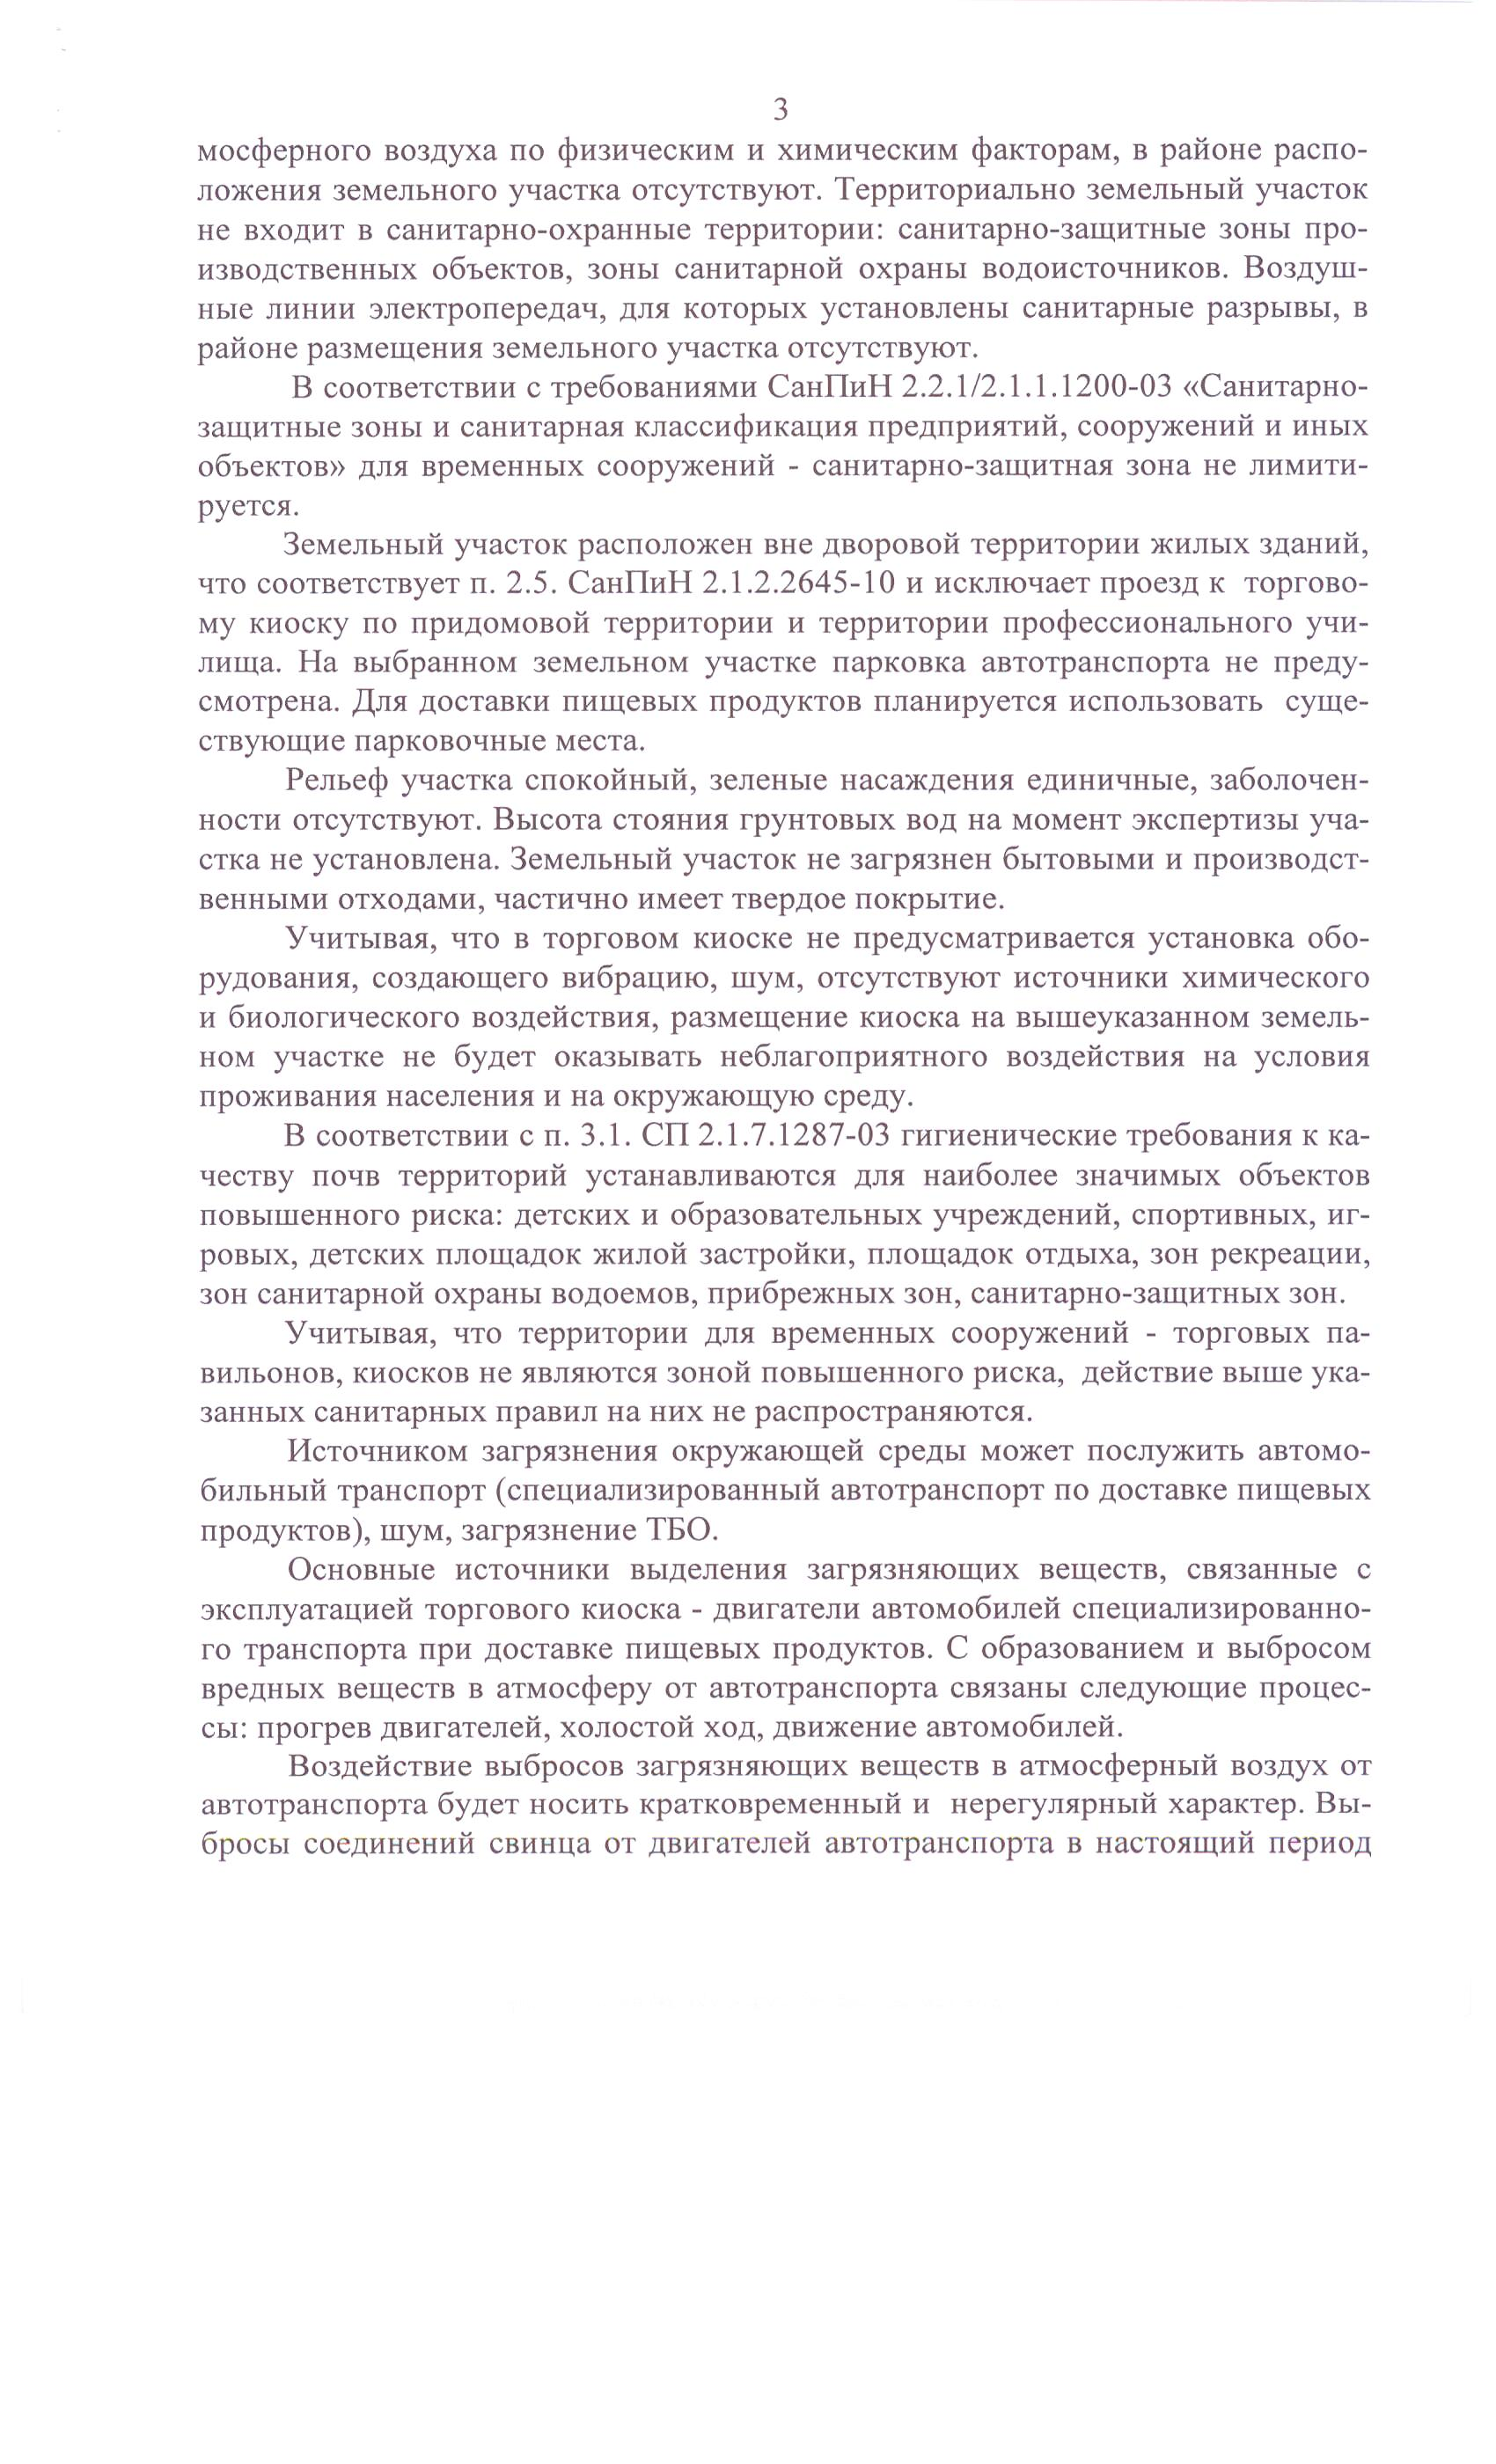 3
мосферного воздуха по физическим и химическим факторам, в районе распо-
ложения земельного участка отсутствуют. Территориально земельный участок
не входит в санитарно-охранные территории: санитарно-защитные зоны про-
изводственных объектов, зоны санитарной охраны водоисточников. Воздуш-
ные линии электропередач, для которых установлены санитарные разрывы, в
районе размещения земельного участка отсутствуют.
В соответствии с требованиями СанПиН 2.2.1/2.1.1.1200-03 «Санитарно-
защитные зоны и санитарная классификация предприятий, сооружений и иных
объектов» для временных сооружений - санитарно-защитная зона не лимити-
руется.
Земельный участок расположен вне дворовой территории жилых зданий,
что соответствует п. 2.5. СанПиН 2.1.2.2645-10 и исключает проезд к торгово-
му киоску по придомовой территории и территории профессионального учи-
лища. На выбранном земельном участке парковка автотранспорта не преду-
смотрена. Для доставки пищевых продуктов планируется использовать суще-
ствующие парковочные места.
Рельеф участка спокойный, зеленые насаждения единичные, заболочен-
ности отсутствуют. Высота стояния грунтовых вод на момент экспертизы уча-
стка не установлена. Земельный участок не загрязнен бытовыми и производст-
венными отходами, частично имеет твердое покрытие.
Учитывая, что в торговом киоске не предусматривается установка обо-
рудования, создающего вибрацию, шум, отсутствуют источники химического
и биологического воздействия, размещение киоска на вышеуказанном земель-
ном участке не будет оказывать неблагоприятного воздействия на условия
проживания населения и на окружающую среду.
В соответствии с п. 3.1. СП 2.1.7.1287-03 гигиенические требования к ка-
честву почв территорий устанавливаются для наиболее значимых объектов
повышенного риска: детских и образовательных учреждений, спортивных, иг-
ровых, детских площадок жилой застройки, площадок отдыха, зон рекреации,
зон санитарной охраны водоемов, прибрежных зон, санитарно-защитных зон.
Учитывая, что территории для временных сооружений - торговых па-
вильонов, киосков не являются зоной повышенного риска, действие выше ука-
занных санитарных правил на них не распространяются.
Источником загрязнения окружающей среды может послужить автомо-
бильный транспорт (специализированный автотранспорт по доставке пищевых
продуктов), шум, загрязнение ТБО.
Основные источники выделения загрязняющих веществ, связанные с
эксплуатацией торгового киоска - двигатели автомобилей специализированно-
го транспорта при доставке пищевых продуктов. С образованием и выбросом
вредных веществ в атмосферу от автотранспорта связаны следующие процес-
сы: прогрев двигателей, холостой ход, движение автомобилей.
Воздействие выбросов загрязняющих веществ в атмосферный воздух от
автотранспорта будет носить кратковременный и нерегулярный характер. Вы-
бросы соединений свинца от двигателей автотранспорта в настоящий период